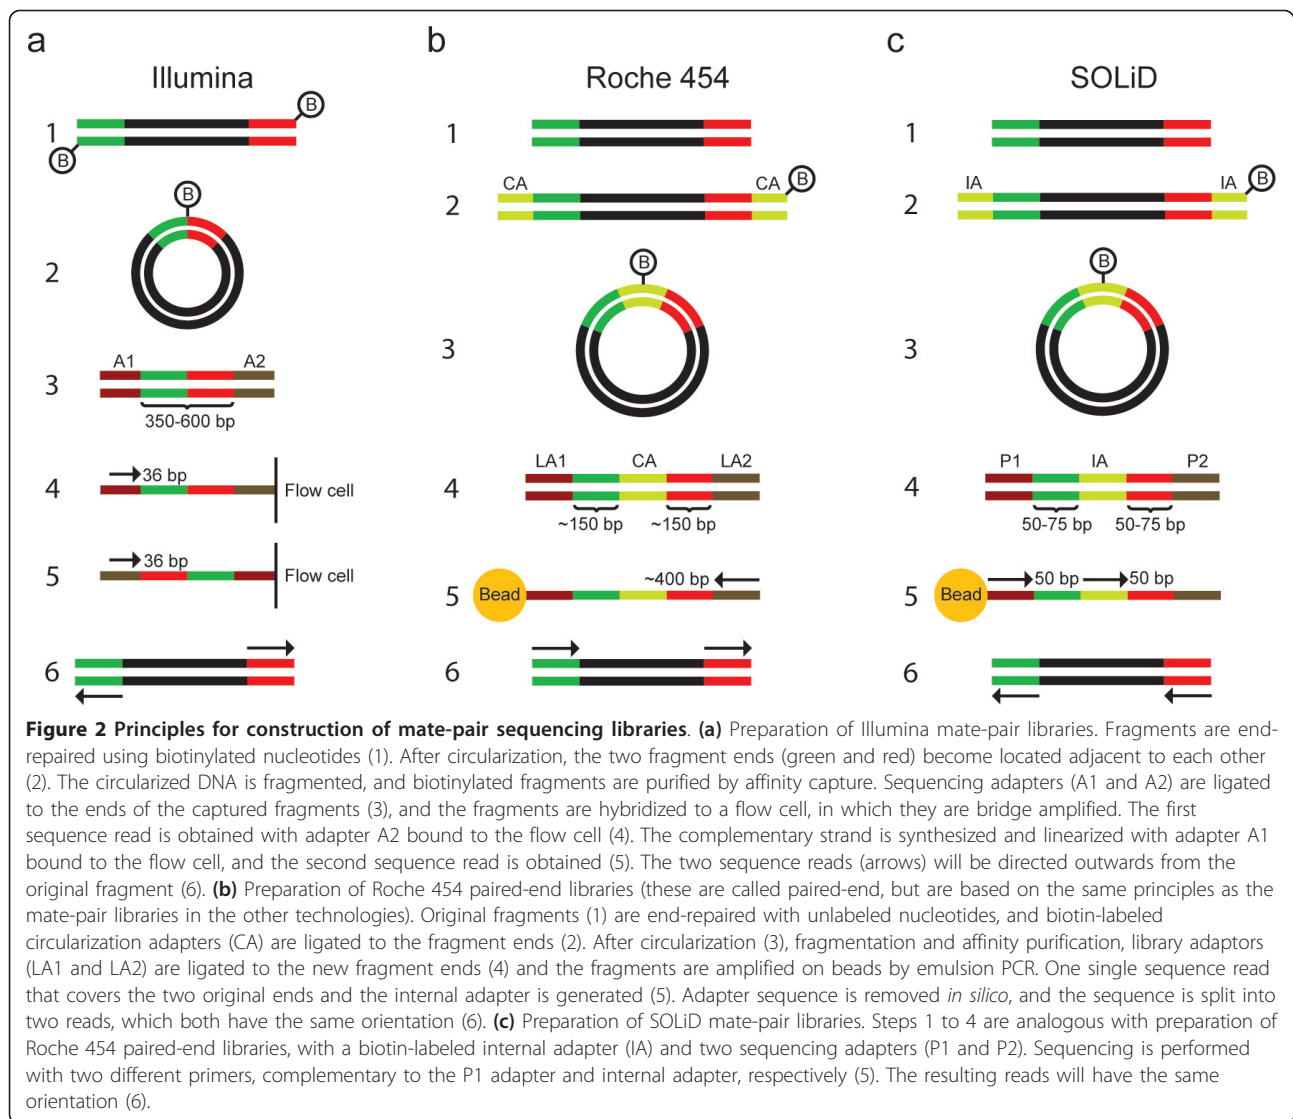 a
Illumina
1
B
B
2
B
3
A1
A2
350-600 bp
4
36 bp
Flow cell
5
36 bp
Flow cell
6
b
Roche 454
1
2
CA
CA
B
3
B
4
LA1
CA
LA2
~150 bp
~150 bp
5
Bead
~400 bp
6
c
SOLiD
1
2
IA
IA
B
3
B
4
P1
IA
P2
50-75 bp
50-75 bp
5
Bead
50 bp
50 bp
6
Figure 2 Principles for construction of mate-pair sequencing libraries. (a) Preparation of Illumina mate-pair libraries. Fragments are end-
repaired using biotinylated nucleotides (1). After circularization, the two fragment ends (green and red) become located adjacent to each other
(2). The circularized DNA is fragmented, and biotinylated fragments are purified by affinity capture. Sequencing adapters (A1 and A2) are ligated
to the ends of the captured fragments (3), and the fragments are hybridized to a flow cell, in which they are bridge amplified. The first
sequence read is obtained with adapter A2 bound to the flow cell (4). The complementary strand is synthesized and linearized with adapter A1
bound to the flow cell, and the second sequence read is obtained (5). The two sequence reads (arrows) will be directed outwards from the
original fragment (6). (b) Preparation of Roche 454 paired-end libraries (these are called paired-end, but are based on the same principles as the
mate-pair libraries in the other technologies). Original fragments (1) are end-repaired with unlabeled nucleotides, and biotin-labeled
circularization adapters (CA) are ligated to the fragment ends (2). After circularization (3), fragmentation and affinity purification, library adaptors
(LA1 and LA2) are ligated to the new fragment ends (4) and the fragments are amplified on beads by emulsion PCR. One single sequence read
that covers the two original ends and the internal adapter is generated (5). Adapter sequence is removed in silico, and the sequence is split into
two reads, which both have the same orientation (6). (c) Preparation of SOLiD mate-pair libraries. Steps 1 to 4 are analogous with preparation of
Roche 454 paired-end libraries, with a biotin-labeled internal adapter (IA) and two sequencing adapters (P1 and P2). Sequencing is performed
with two different primers, complementary to the P1 adapter and internal adapter, respectively (5). The resulting reads will have the same
orientation (6).